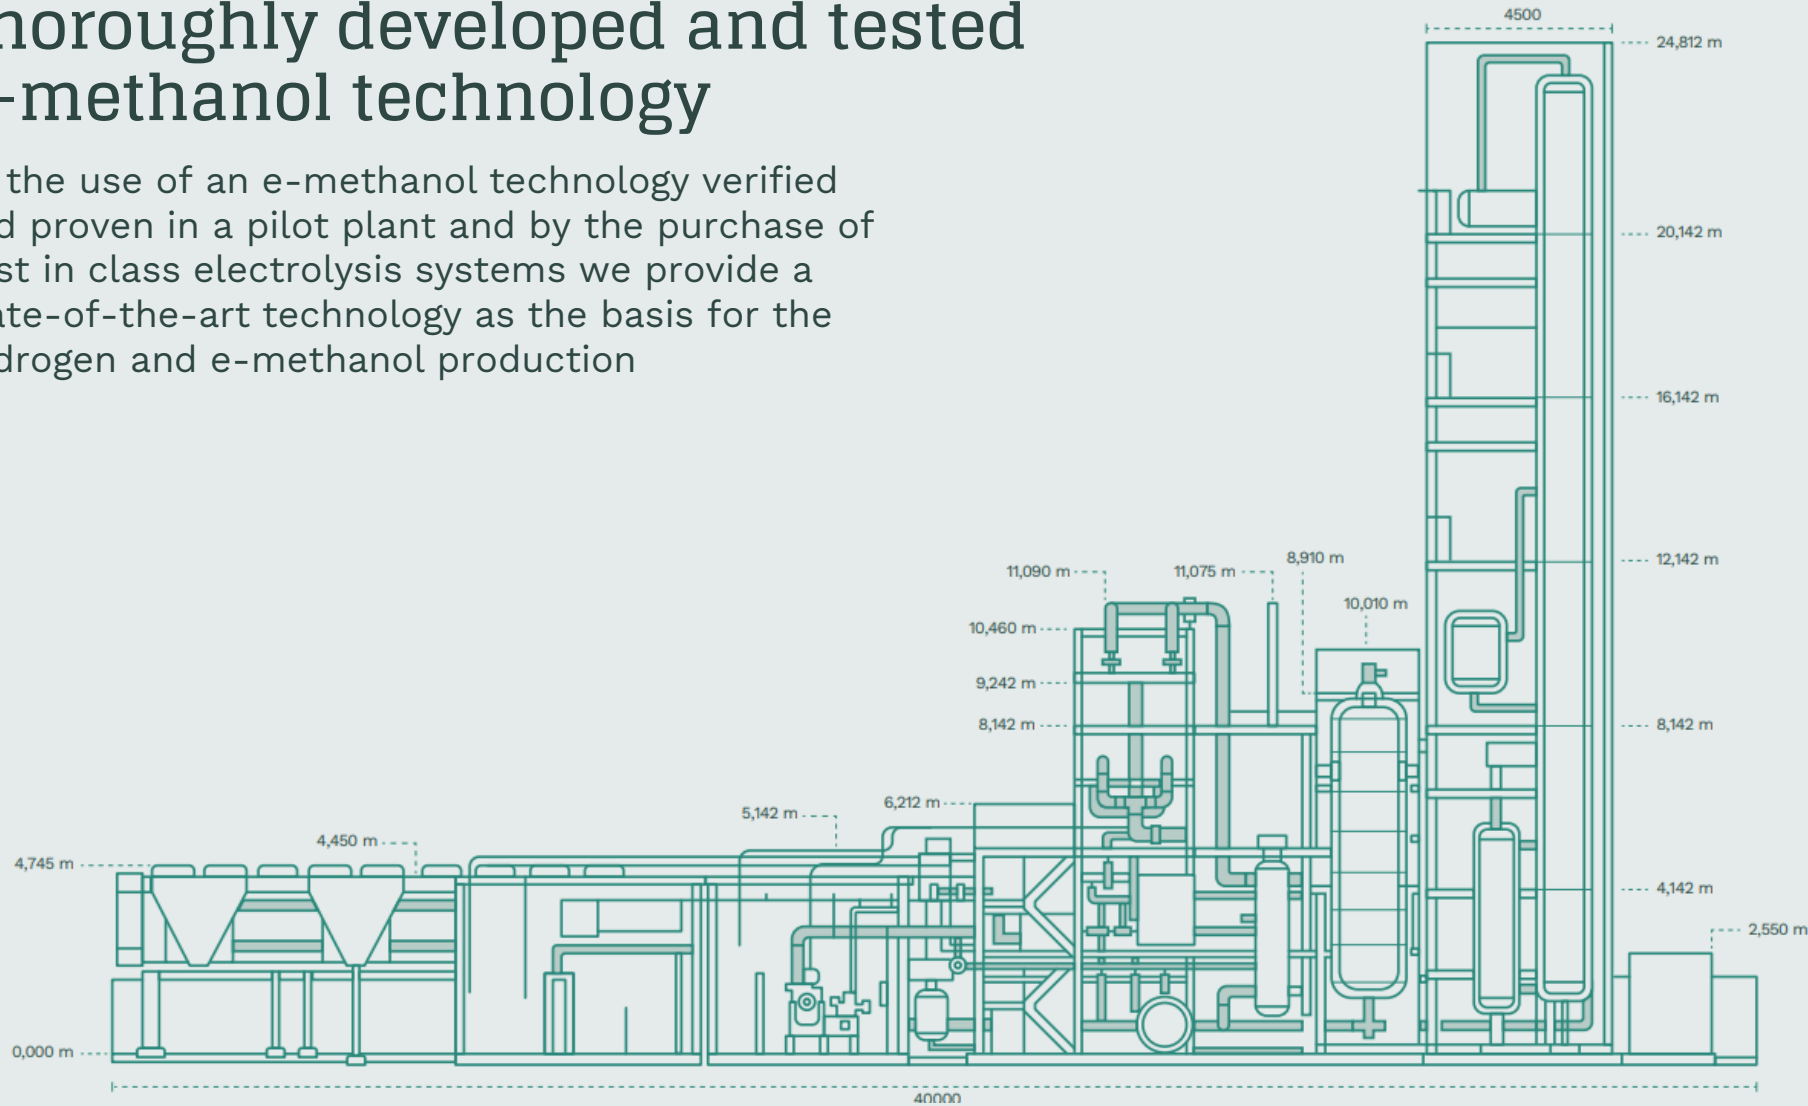 horoughly developed and tested
-methanol technology
the use of an e-methanol technology verified
d proven in a pilot plant and by the purchase of
st in class electrolysis systems we provide a
ate-of-the-art technology as the basis for the
drogen and e-methanol production
4500
24,812 m
20,142 m
16,142 m
12,142 m
8,142 m
4,142 m
2,550 m
8,910 m
11,090 m
11,075 m
10,010 m
10,460 m
9,242 m
8,142 m
6,212 m
5,142 m
4,450 m
4,745 m
0,000 m
40000